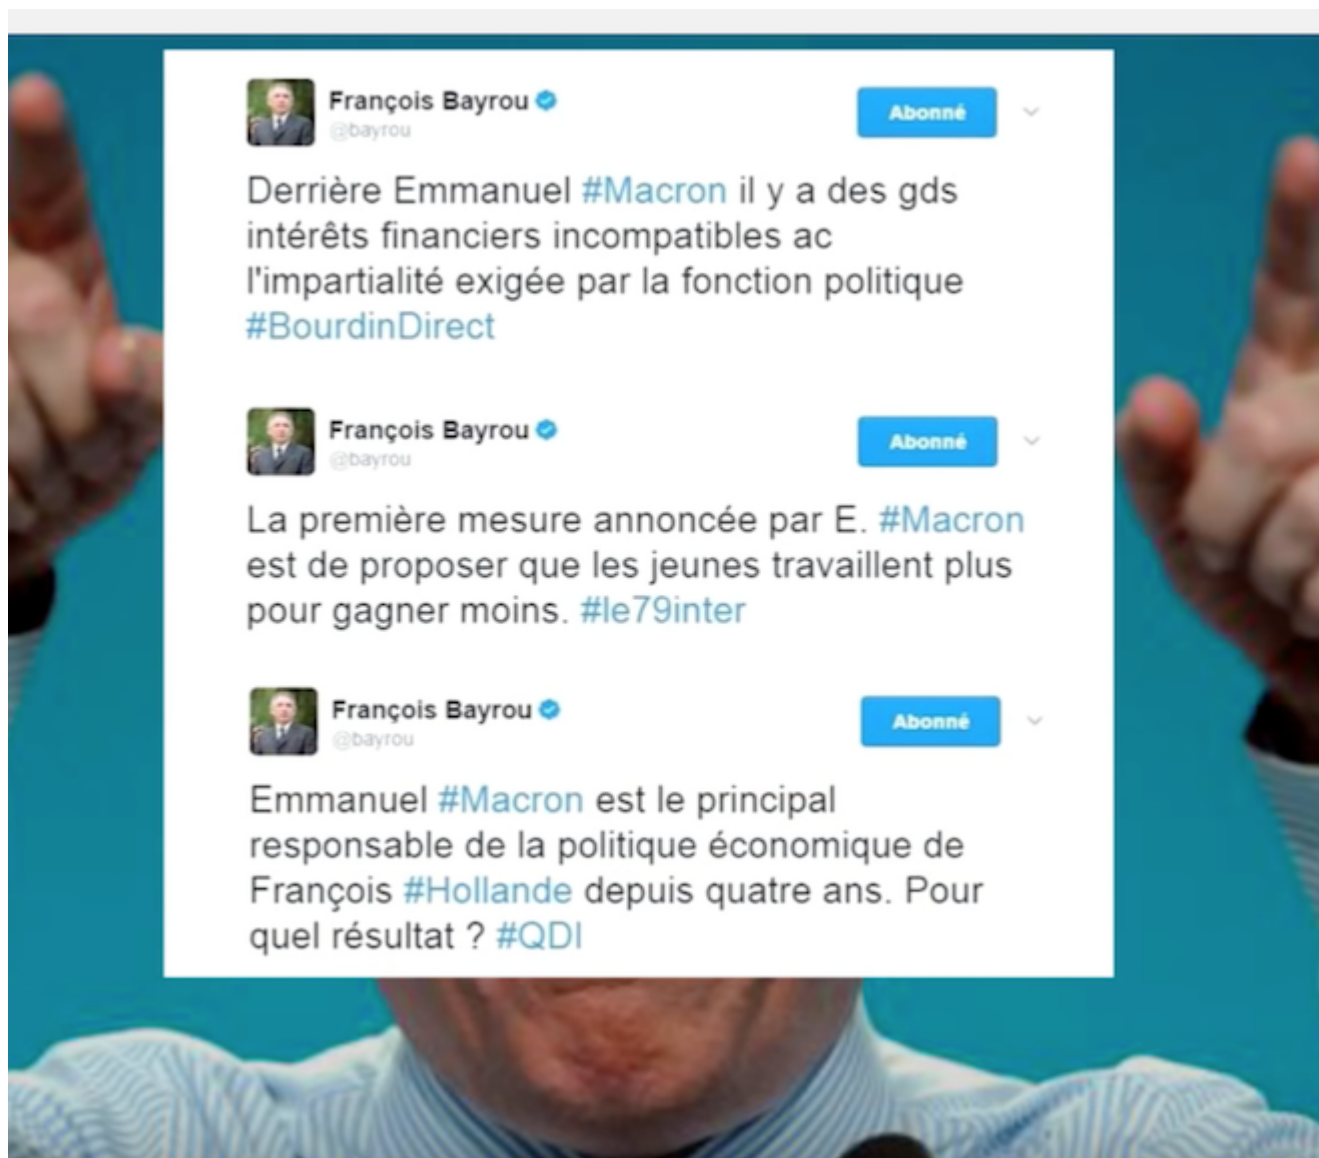 François Bayrou
@bayrou
Abonné
Derrière Emmanuel #Macron il y a des gds
intérêts financiers incompatibles ac
l'impartialité exigée par la fonction politique
#BourdinDirect
François Bayrou
@bayrou
Abonné
La première mesure annoncée par E. #Macron
est de proposer que les jeunes travaillent plus
pour gagner moins. #le79inter
François Bayrou
@bayrou
Abonné
Emmanuel #Macron est le principal
responsable de la politique économique de
François #Hollande depuis quatre ans. Pour
quel résultat ? #QDI